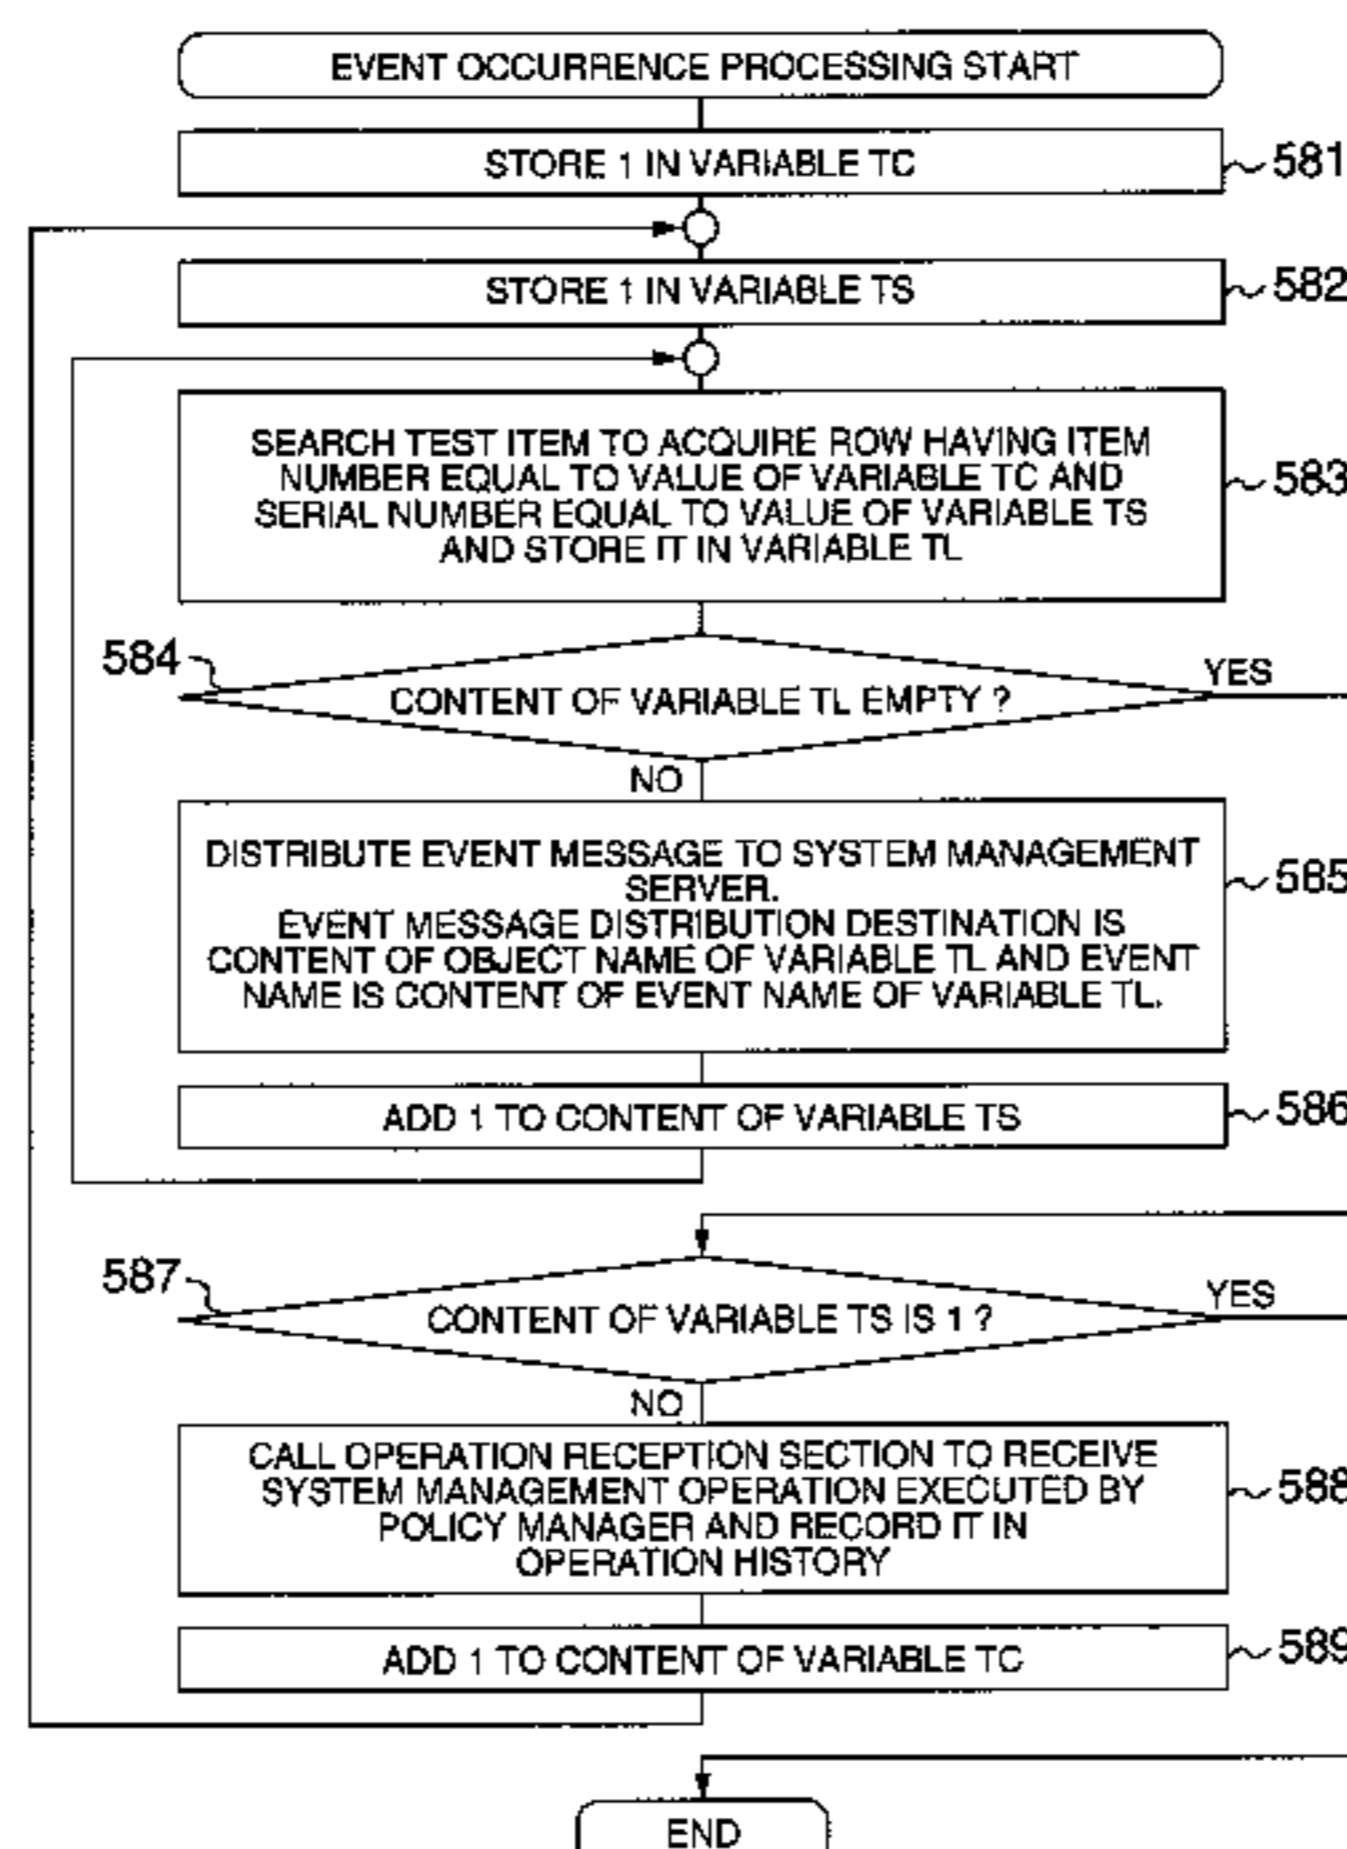 EVENT OCCURRENCE PROCESSING START
STORE 1 IN VARIABLE TC
581
STORE 1 IN VARIABLE TS
582
SEARCH TEST ITEM TO ACQUIRE ROW HAVING ITEM
NUMBER EQUAL TO VALUE OF VARIABLE TC AND
SERIAL NUMBER EQUAL TO VALUE OF VARIABLE TS
AND STORE IT IN VARIABLE TL
583
584
CONTENT OF VARIABLE TL EMPTY ?
YES
NO
DISTRIBUTE EVENT MESSAGE TO SYSTEM MANAGEMENT
SERVER.
EVENT MESSAGE DISTRIBUTION DESTINATION IS
CONTENT OF OBJECT NAME OF VARIABLE TL AND EVENT
NAME IS CONTENT OF EVENT NAME OF VARIABLE TL.
585
ADD 1 TO CONTENT OF VARIABLE TS
586
587
CONTENT OF VARIABLE TS IS 1 ?
YES
NO
CALL OPERATION RECEPTION SECTION TO RECEIVE
SYSTEM MANAGEMENT OPERATION EXECUTED BY
POLICY MANAGER AND RECORD IT IN
OPERATION HISTORY
588
ADD 1 TO CONTENT OF VARIABLE TC
589
END